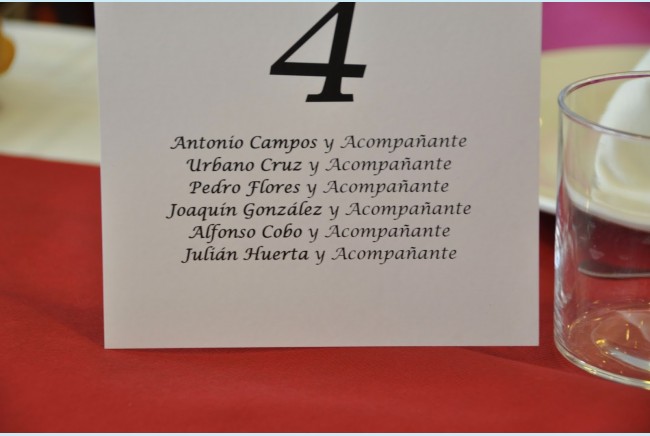 4
Antonio Campos y Acompañante
Urbano Cruz y Acompañante
Pedro Flores y Acompañante
Joaquín González y Acompañante
Alfonso Cobo y Acompañante
Julián Huerta y Acompañante